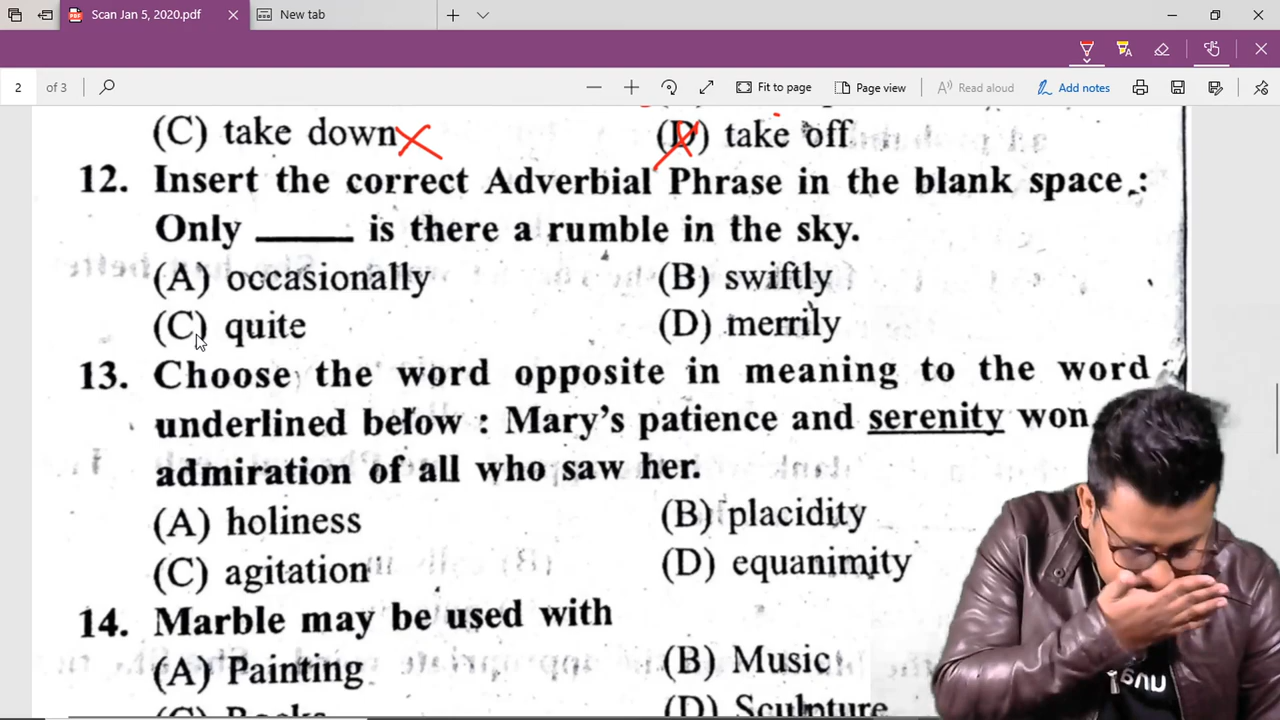 Scan Jan 5, 2020.pdf
New tab
2 of 3
Fit to page
Page view
Read aloud
Add notes
(C) take down
(D) take off
12. Insert the correct Adverbial Phrase in the blank space :
Only _____ is there a rumble in the sky.
(A) occasionally
(B) swiftly
(C) quite
(D) merrily
13. Choose the word opposite in meaning to the word
underlined below : Mary's patience and serenity won
admiration of all who saw her.
(A) holiness
(B) placidity
(C) agitation
(D) equanimity
14. Marble may be used with
(A) Painting
(B) Music
(C) Rocks
(D) Sculpture